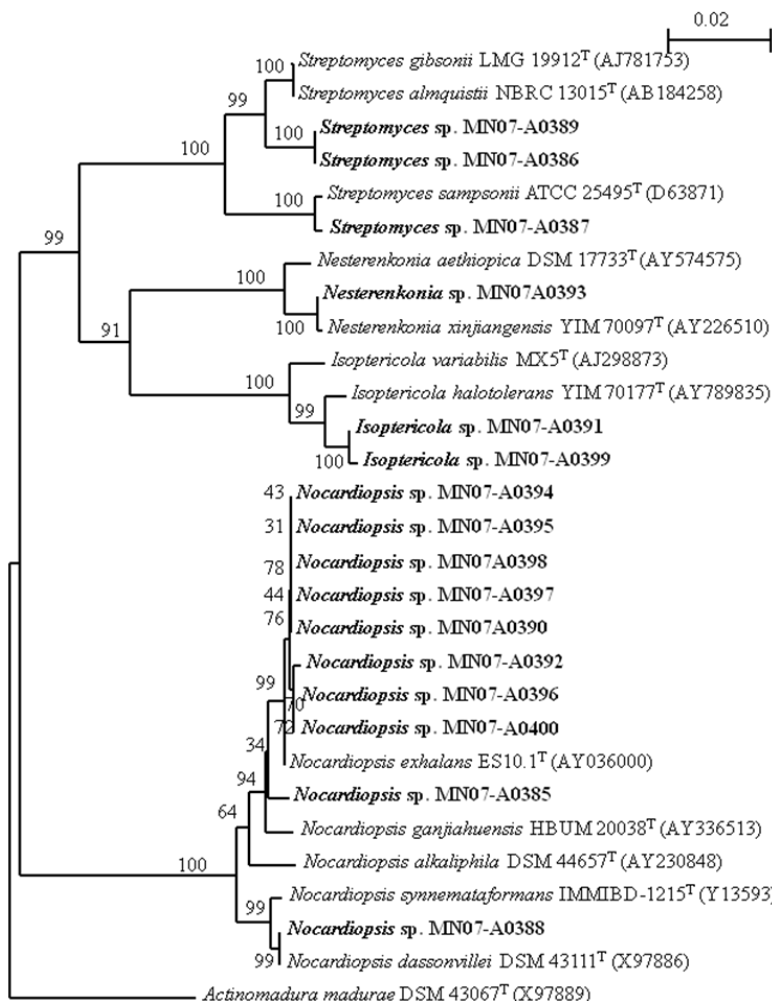 0.02
100
Streptomyces gibsonii LMG 19912T (AJ781753)
99
Streptomyces almquistii NBRC 13015T (AB184258)
Streptomyces sp. MN07-A0389
100
100
Streptomyces sp. MN07-A0386
Streptomyces sampsonii ATCC 25495T (D63871)
100
Streptomyces sp. MN07-A0387
99
Nesterenkonia aethiopica DSM 17733T (AY574575)
100
Nesterenkonia sp. MN07A0393
91
100
Nesterenkonia xinjiangensis YIM 70097T (AY226510)
Isoptericola variabilis MX5T (AJ298873)
100
Isoptericola halotolerans YIM 70177T (AY789835)
99
Isoptericola sp. MN07-A0391
100
Isoptericola sp. MN07-A0399
43
Nocardiopsis sp. MN07-A0394
31
Nocardiopsis sp. MN07-A0395
78
Nocardiopsis sp. MN07A0398
44
Nocardiopsis sp. MN07-A0397
76
Nocardiopsis sp. MN07A0390
Nocardiopsis sp. MN07-A0392
99
70
Nocardiopsis sp. MN07-A0396
72
Nocardiopsis sp. MN07-A0400
34
Nocardiopsis exhalans ES10.1T (AY036000)
94
Nocardiopsis sp. MN07-A0385
64
Nocardiopsis ganjiahuensis HBUM 20038T (AY336513)
100
Nocardiopsis alkaliphila DSM 44657T (AY230848)
Nocardiopsis synnemataformans IMMIBD-1215T (Y13593)
99
Nocardiopsis sp. MN07-A0388
99
Nocardiopsis dassonvillei DSM 43111T (X97886)
Actinomadura madurae DSM 43067T (X97889)